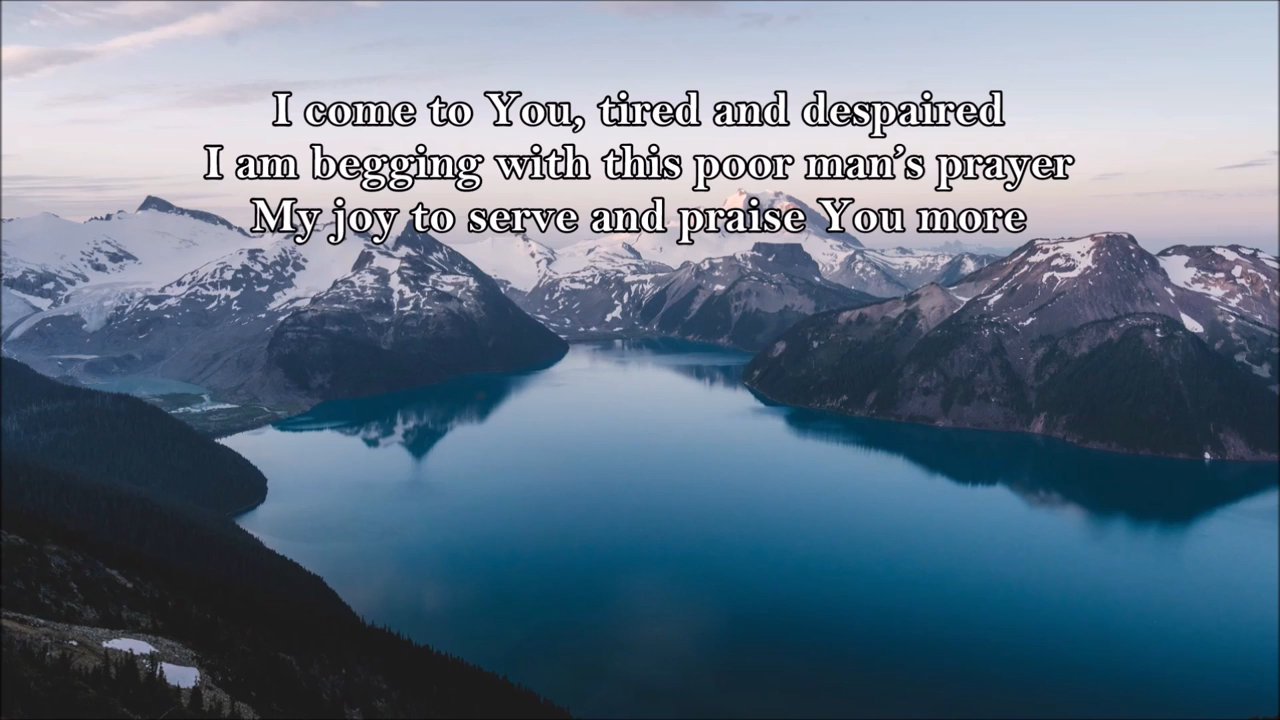 I come to You, tired and despaired
I am begging with this poor man’s prayer
My joy to serve and praise You more